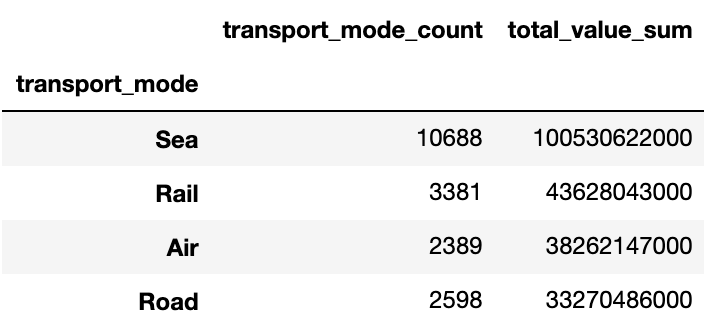 transport_mode_count total_value_sum
transport_mode
Sea 10688 100530622000
Rail 3381 43628043000
Air 2389 38262147000
Road 2598 33270486000